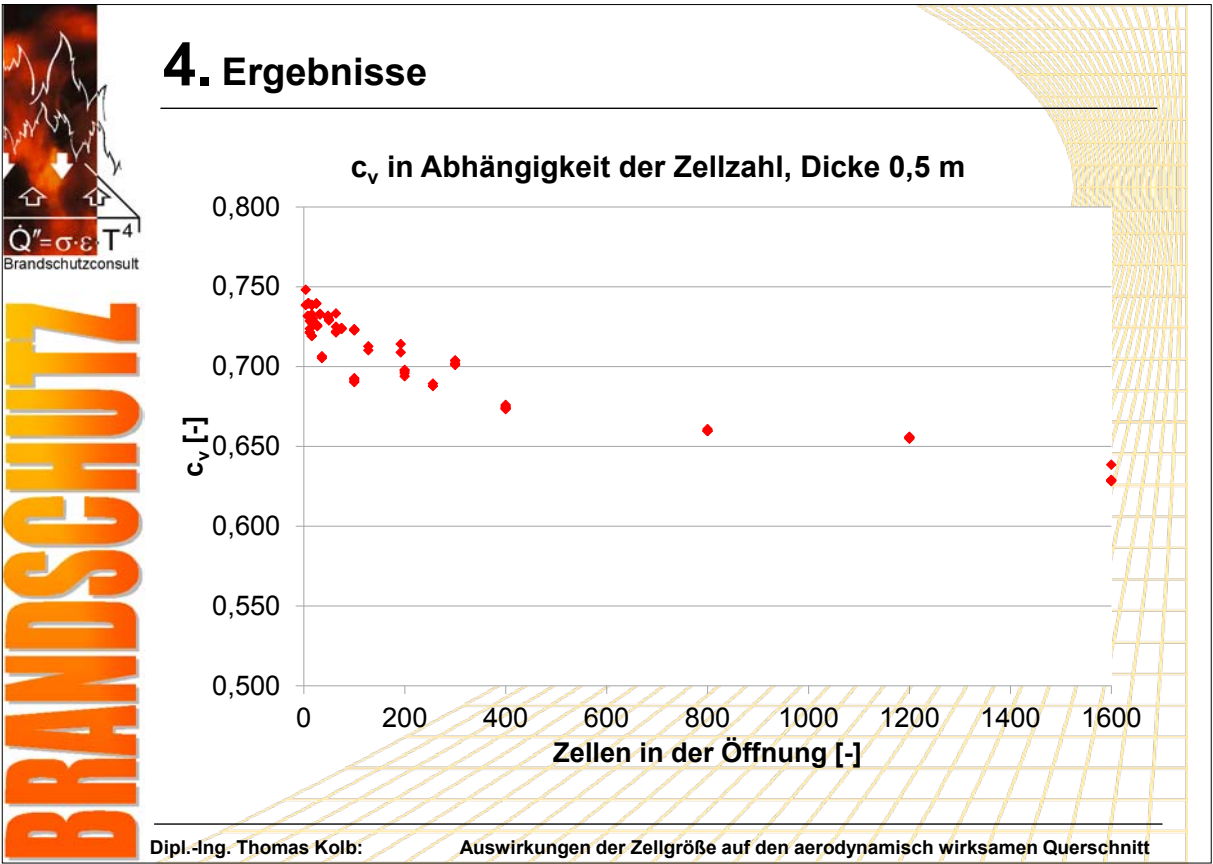 4. Ergebnisse
Q̇″=σ·ε·T⁴
Brandschutzconsult
BRANDSCHUTZ
cᵥ in Abhängigkeit der Zellzahl, Dicke 0,5 m
0,800
0,750
0,700
0,650
0,600
0,550
0,500
cᵥ [-]
0 200 400 600 800 1000 1200 1400 1600
Zellen in der Öffnung [-]
Dipl.-Ing. Thomas Kolb: Auswirkungen der Zellgröße auf den aerodynamisch wirksamen Querschnitt